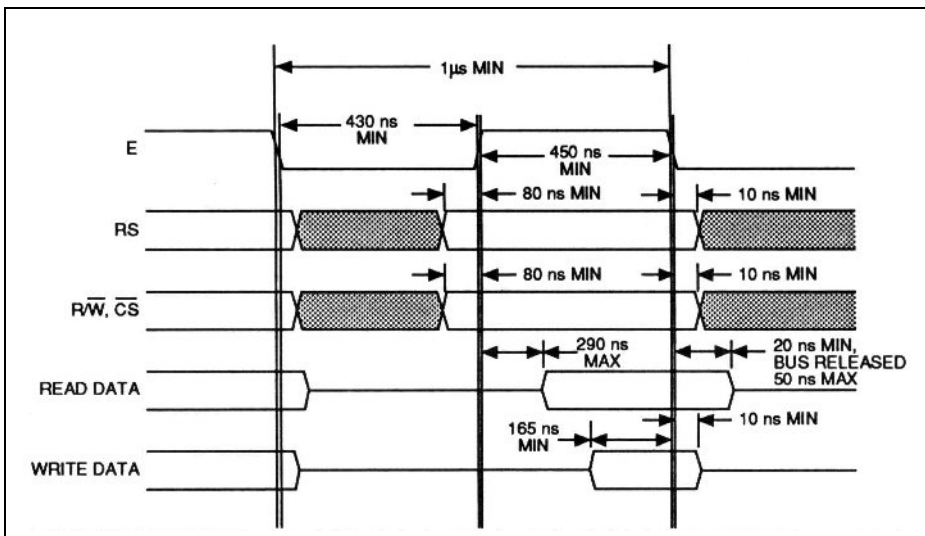 1µs MIN
430 ns
MIN
E
450 ns
MIN
80 ns MIN
10 ns MIN
RS
80 ns MIN
10 ns MIN
R/W̅, C̅S̅
290 ns
MAX
20 ns MIN,
BUS RELEASED
50 ns MAX
READ DATA
165 ns
MIN
10 ns MIN
WRITE DATA